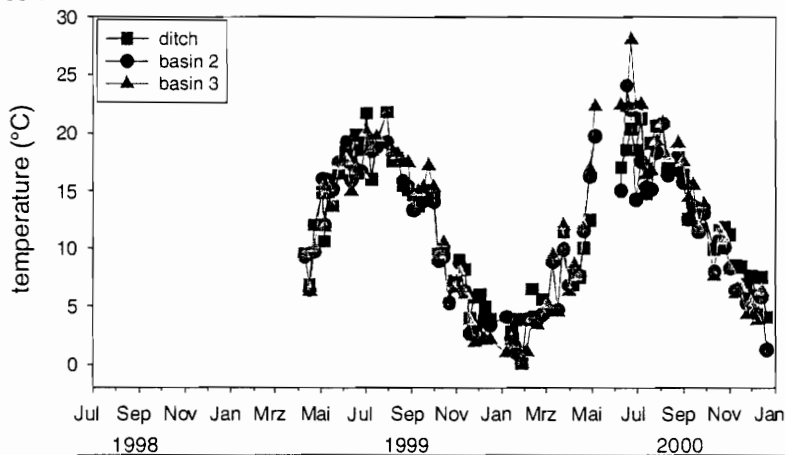 30
25
20
15
10
5
0
temperature (°C)
ditch
basin 2
basin 3
Jul Sep Nov Jan Mrz Mai Jul Sep Nov Jan Mrz Mai Jul Sep Nov Jan
1998 1999 2000